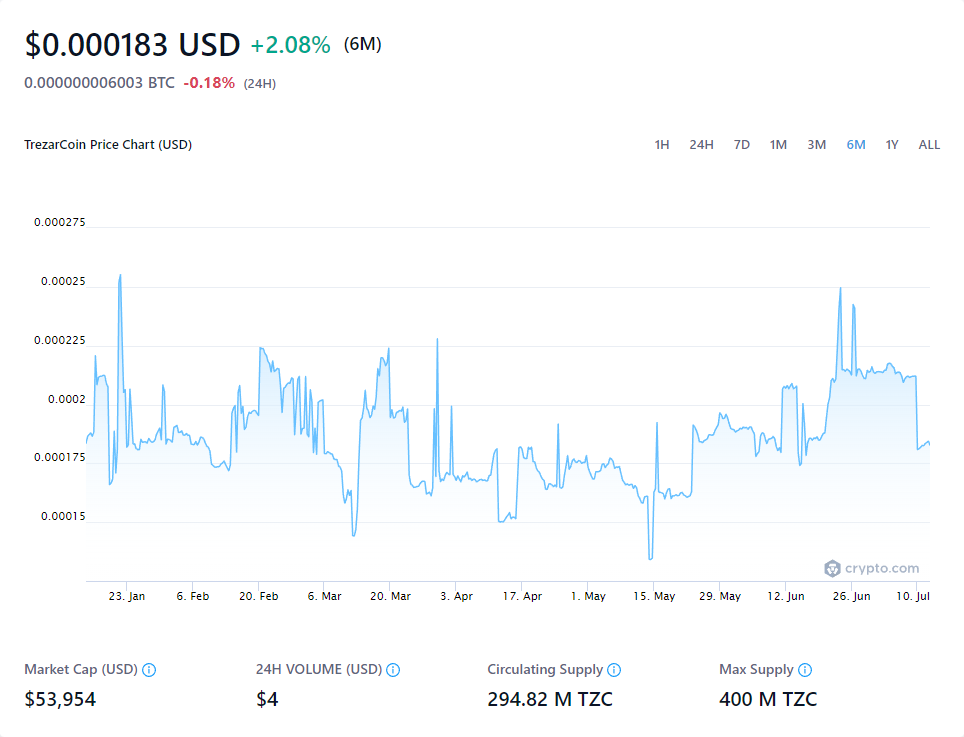 $0.000183 USD +2.08% (6M)
0.000000006003 BTC -0.18% (24H)
TrezarCoin Price Chart (USD) 1H 24H 7D 1M 3M 6M 1Y ALL
0.000275
0.00025
0.000225
0.0002
0.000175
0.00015
crypto.com
23. Jan 6. Feb 20. Feb 6. Mar 20. Mar 3. Apr 17. Apr 1. May 15. May 29. May 12. Jun 26. Jun 10. Jul
Market Cap (USD) 24H VOLUME (USD) Circulating Supply Max Supply
$53,954 $4 294.82 M TZC 400 M TZC